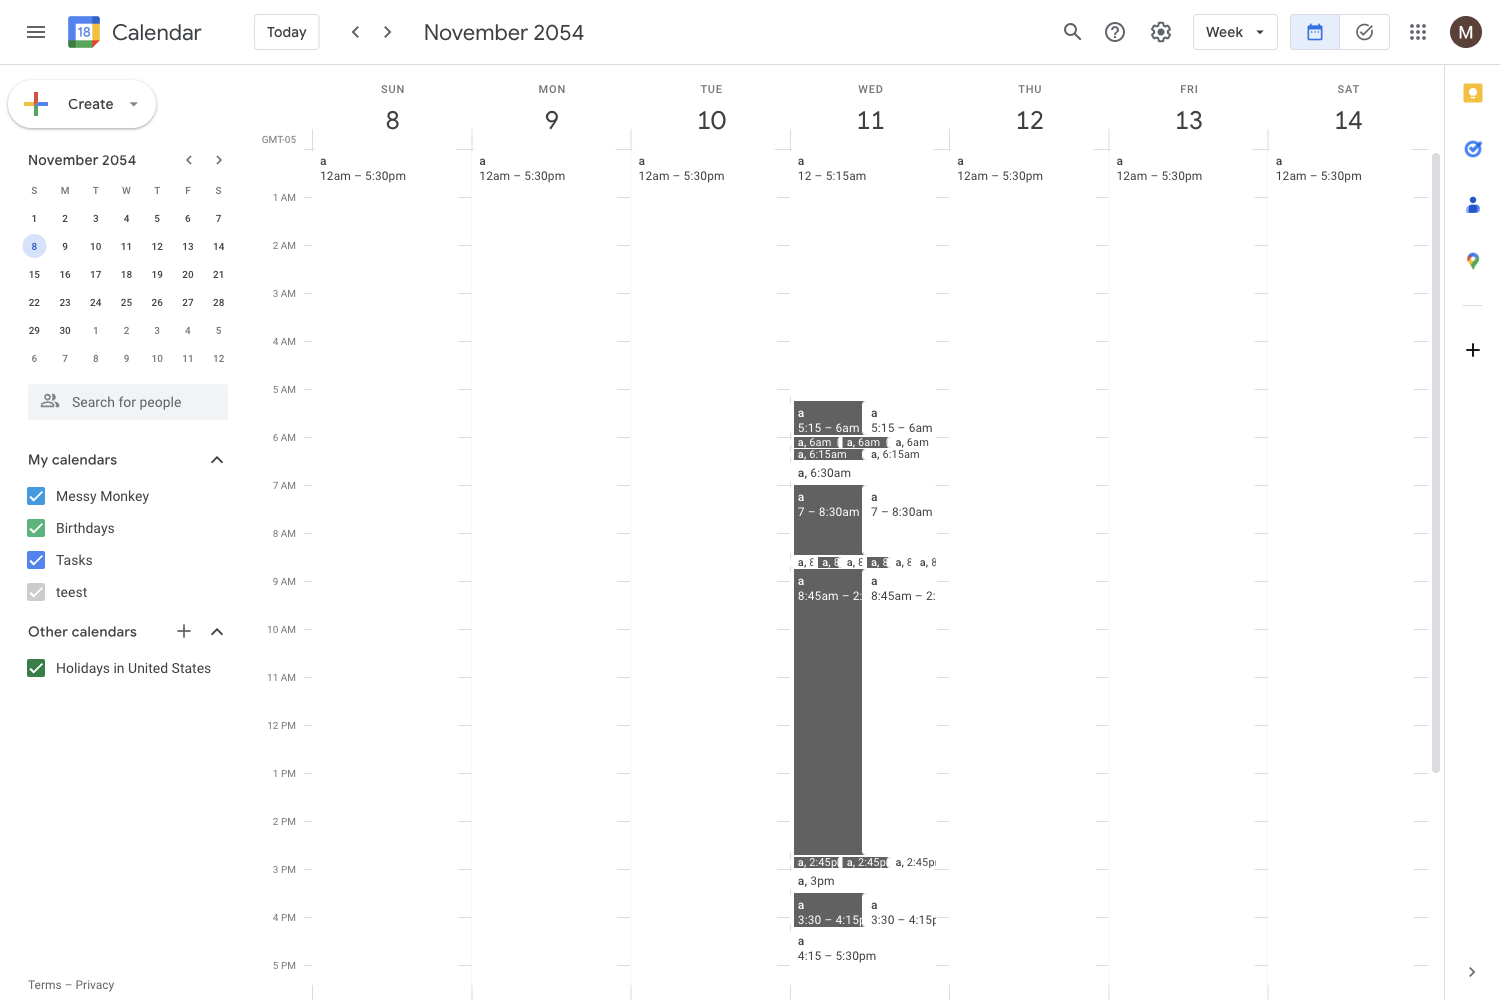 18 Calendar Today November 2054 Week M
Create
November 2054
S M T W T F S
1 2 3 4 5 6 7
8 9 10 11 12 13 14
15 16 17 18 19 20 21
22 23 24 25 26 27 28
29 30 1 2 3 4 5
6 7 8 9 10 11 12
Search for people
My calendars
Messy Monkey
Birthdays
Tasks
teest
Other calendars
Holidays in United States
Terms – Privacy
SUN MON TUE WED THU FRI SAT
8 9 10 11 12 13 14
GMT-05
a a a a a a a
12am – 5:30pm 12am – 5:30pm 12am – 5:30pm 12 – 5:15am 12am – 5:30pm 12am – 5:30pm 12am – 5:30pm
1 AM
2 AM
3 AM
4 AM
5 AM
a a
5:15 – 6am 5:15 – 6am
6 AM
a, 6am a, 6am a, 6am
a, 6:15am a, 6:15am
a, 6:30am
7 AM
a a
7 – 8:30am 7 – 8:30am
8 AM
a, 8 a, 8 a, 8 a, 8 a, 8 a, 8
9 AM
a a
8:45am – 2: 8:45am – 2:
10 AM
11 AM
12 PM
1 PM
2 PM
a, 2:45p a, 2:45p a, 2:45p
3 PM
a, 3pm
a a
4 PM
3:30 – 4:15p 3:30 – 4:15p
a
4:15 – 5:30pm
5 PM